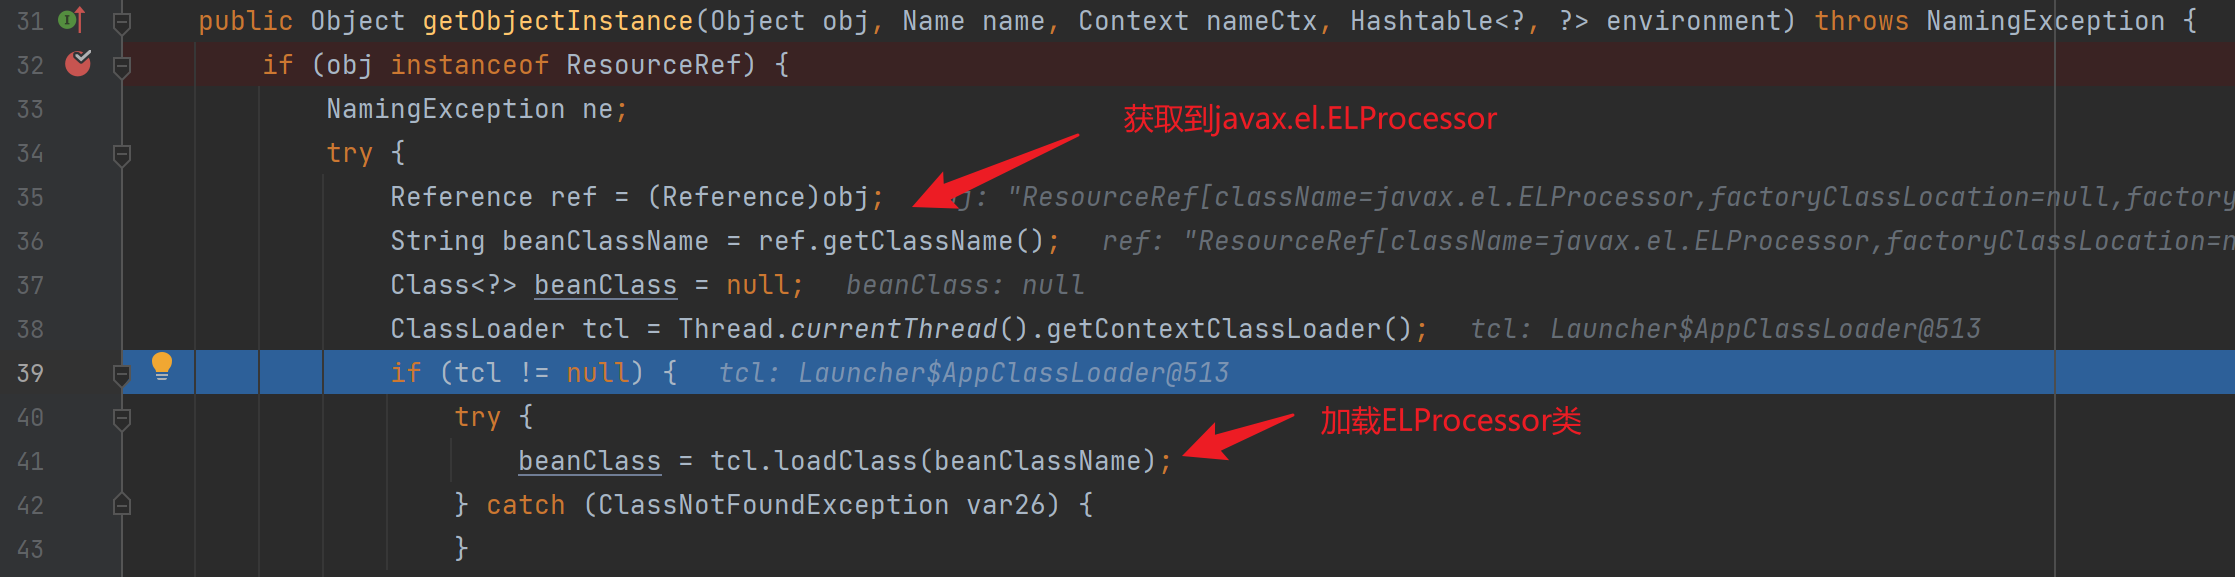 31 public Object getObjectInstance(Object obj, Name name, Context nameCtx, Hashtable<?, ?> environment) throws NamingException {
32 if (obj instanceof ResourceRef) {
33 NamingException ne;
获取到javax.el.ELProcessor
34 try {
35 Reference ref = (Reference)obj; j: "ResourceRef[className=javax.el.ELProcessor,factoryClassLocation=null,factory
36 String beanClassName = ref.getClassName(); ref: "ResourceRef[className=javax.el.ELProcessor,factoryClassLocation=n
37 Class<?> beanClass = null; beanClass: null
38 ClassLoader tcl = Thread.currentThread().getContextClassLoader(); tcl: Launcher$AppClassLoader@513
39 if (tcl != null) { tcl: Launcher$AppClassLoader@513
40 try {
加载ELProcessor类
41 beanClass = tcl.loadClass(beanClassName);
42 } catch (ClassNotFoundException var26) {
43 }